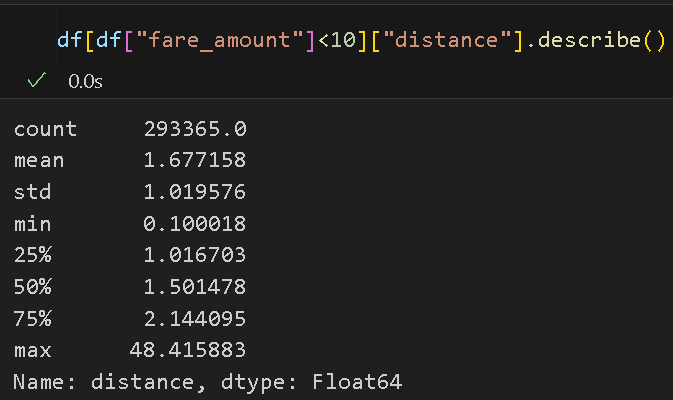 df[df["fare_amount"]<10]["distance"].describe()
0.0s
count 293365.0
mean 1.677158
std 1.019576
min 0.100018
25% 1.016703
50% 1.501478
75% 2.144095
max 48.415883
Name: distance, dtype: Float64